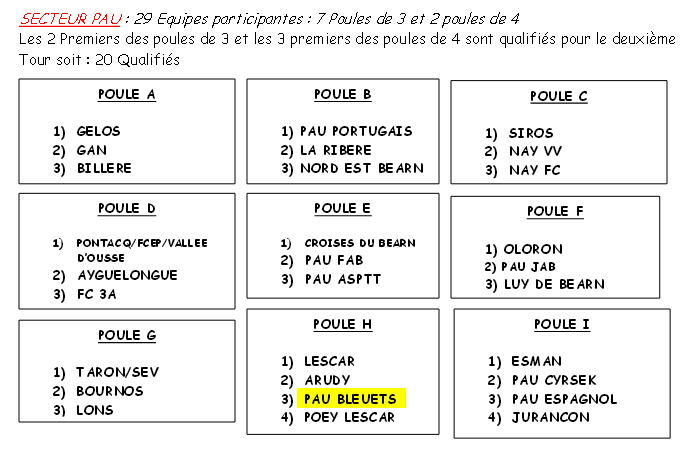 SECTEUR PAU : 29 Equipes participantes : 7 Poules de 3 et 2 poules de 4
Les 2 Premiers des poules de 3 et les 3 premiers des poules de 4 sont qualifiés pour le deuxième
Tour soit : 20 Qualifiés
POULE A
1) GELOS
2) GAN
3) BILLERE
POULE B
1) PAU PORTUGAIS
2) LA RIBERE
3) NORD EST BEARN
POULE C
1) SIROS
2) NAY VV
3) NAY FC
POULE D
1) PONTACQ/FCEP/VALLEE
D'OUSSE
2) AYGUELONGUE
3) FC 3A
POULE E
1) CROISES DU BEARN
2) PAU FAB
3) PAU ASPTT
POULE F
1) OLORON
2) PAU JAB
3) LUY DE BEARN
POULE G
1) TARON/SEV
2) BOURNOS
3) LONS
POULE H
1) LESCAR
2) ARUDY
3) PAU BLEUETS
4) POEY LESCAR
POULE I
1) ESMAN
2) PAU CYRSEK
3) PAU ESPAGNOL
4) JURANCON